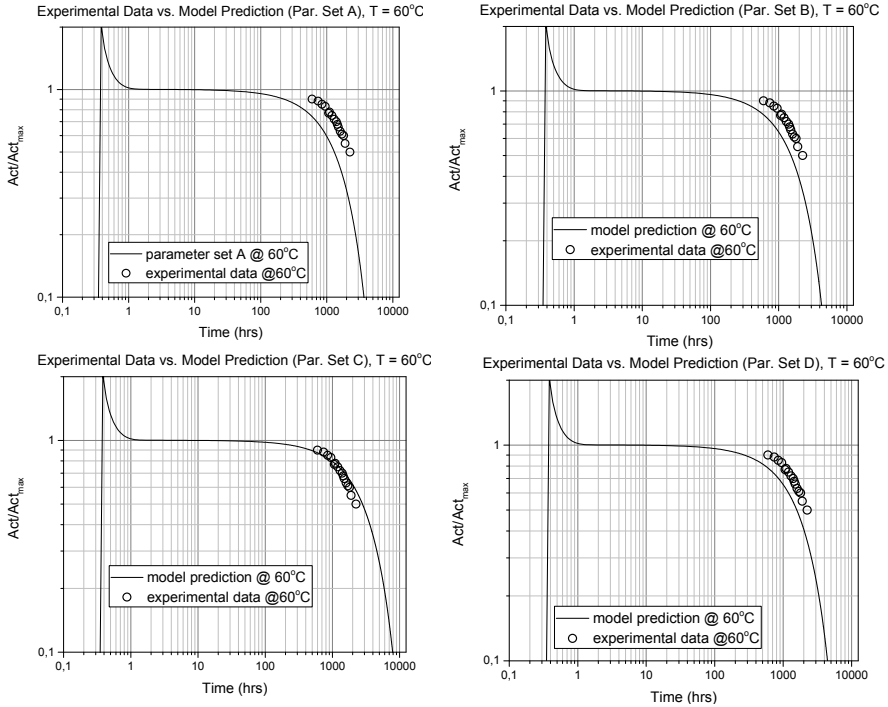 Experimental Data vs. Model Prediction (Par. Set A), T = 60°C
Act/Actmax
1
0,1
parameter set A @ 60°C
experimental data @60°C
0,1 1 10 100 1000 10000
Time (hrs)
Experimental Data vs. Model Prediction (Par. Set B), T = 60°C
Act/Actmax
1
0,1
model prediction @ 60°C
experimental data @60°C
0,1 1 10 100 1000 10000
Time (hrs)
Experimental Data vs. Model Prediction (Par. Set C), T = 60°C
Act/Actmax
1
0,1
model prediction @ 60°C
experimental data @60°C
0,1 1 10 100 1000 10000
Time (hrs)
Experimental Data vs. Model Prediction (Par. Set D), T = 60°C
Act/Actmax
1
0,1
model prediction @ 60°C
experimental data @60°C
0,1 1 10 100 1000 10000
Time (hrs)